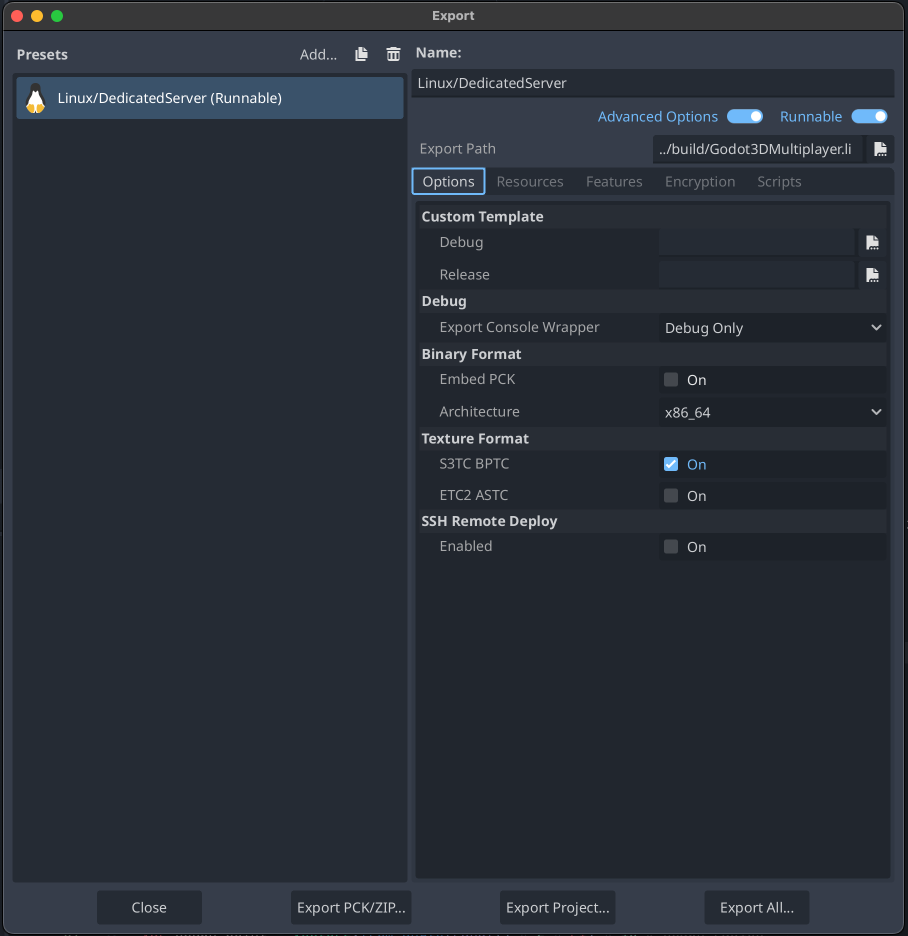 Export
Presets
Add...
Linux/DedicatedServer (Runnable)
Name:
Linux/DedicatedServer
Advanced Options
Runnable
Export Path
../build/Godot3DMultiplayer.li
Options
Resources
Features
Encryption
Scripts
Custom Template
Debug
Release
Debug
Export Console Wrapper
Debug Only
Binary Format
Embed PCK
On
Architecture
x86_64
Texture Format
S3TC BPTC
On
ETC2 ASTC
On
SSH Remote Deploy
Enabled
On
Close
Export PCK/ZIP...
Export Project...
Export All...